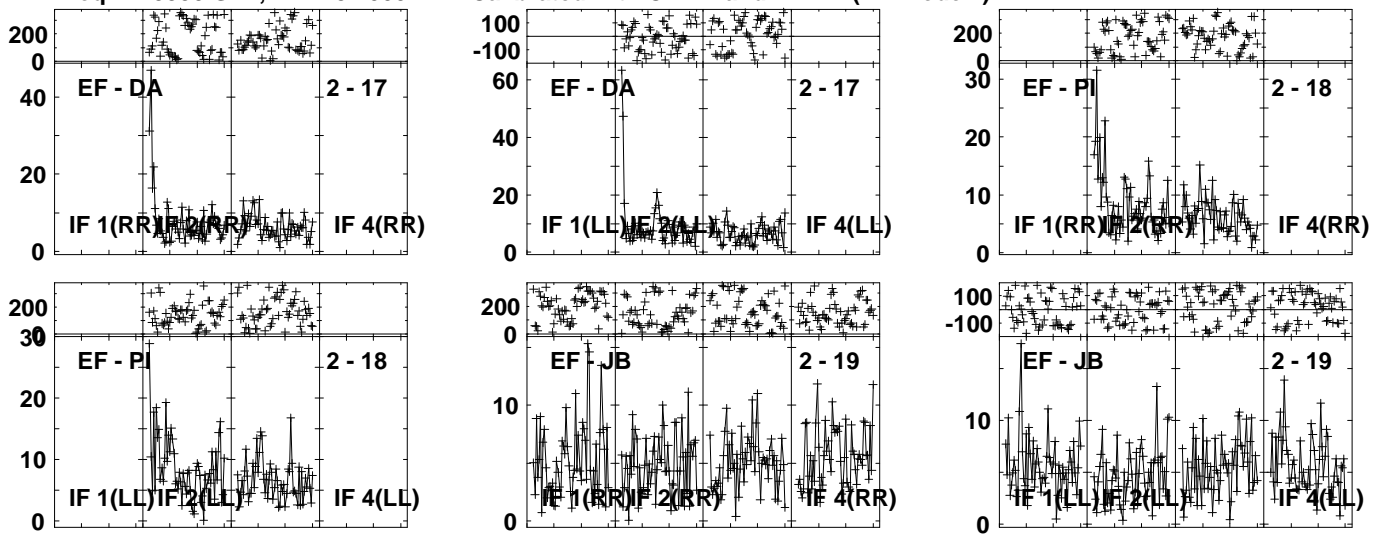 200
0
40
20
0
EF - DA
2 - 17
IF 1(RR)
IF 2(RR)
IF 4(RR)
100
-100
60
40
20
0
EF - DA
2 - 17
IF 1(LL)
IF 2(LL)
IF 4(LL)
200
0
30
20
10
0
EF - PI
2 - 18
IF 1(RR)
IF 2(RR)
IF 4(RR)
200
0
30
20
10
0
EF - PI
2 - 18
IF 1(LL)
IF 2(LL)
IF 4(LL)
200
0
10
0
EF - JB
2 - 19
IF 1(RR)
IF 2(RR)
IF 4(RR)
100
-100
10
0
EF - JB
2 - 19
IF 1(LL)
IF 2(LL)
IF 4(LL)